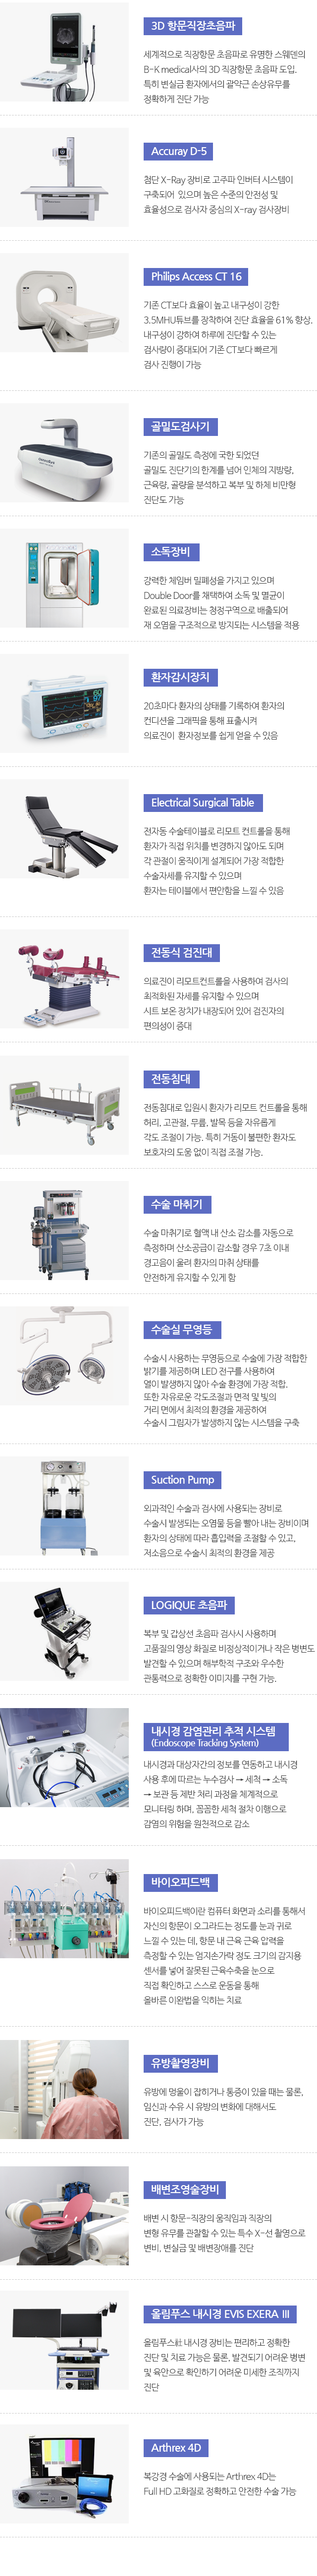 3D 항문직장초음파
세계적으로 직장항문 초음파로 유명한 스웨덴의
B-K medical사의 3D 직장항문 초음파 도입.
특히 변실금 환자에서의 괄약근 손상유무를
정확하게 진단 가능
Accuray D-5
첨단 X-Ray 장비로 고주파 인버터 시스템이
구축되어 있으며 높은 수준의 안전성 및
효율성으로 검사자 중심의 X-ray 검사장비
Philips Access CT 16
기존 CT보다 효율이 높고 내구성이 강한
3.5MHU튜브를 장착하여 진단 효율을 61% 향상.
내구성이 강하여 하루에 진단할 수 있는
검사량이 증대되어 기존 CT보다 빠르게
검사 진행이 가능
골밀도검사기
기존의 골밀도 측정에 국한 되었던
골밀도 진단기의 한계를 넘어 인체의 지방량,
근육량, 골량을 분석하고 복부 및 하체 비만형
진단도 가능
소독장비
강력한 체임버 밀폐성을 가지고 있으며
Double Door를 채택하여 소독 및 멸균이
완료된 의료장비는 청정구역으로 배출되어
재 오염을 구조적으로 방지되는 시스템을 적용
환자감시장치
20초마다 환자의 상태를 기록하여 환자의
컨디션을 그래픽을 통해 표출시켜
의료진이 환자정보를 쉽게 얻을 수 있음
Electrical Surgical Table
전자동 수술테이블로 리모트 컨트롤을 통해
환자가 직접 위치를 변경하지 않아도 되며
각 관절이 움직이게 설계되어 가장 적합한
수술자세를 유지할 수 있으며
환자는 테이블에서 편안함을 느낄 수 있음
전동식 검진대
의료진이 리모트컨트롤을 사용하여 검사의
최적화된 자세를 유지할 수 있으며
시트 보온 장치가 내장되어 있어 검진자의
편의성이 증대
전동침대
전동침대로 입원시 환자가 리모트 컨트롤을 통해
허리, 고관절, 무릎, 발목 등을 자유롭게
각도 조절이 가능. 특히 거동이 불편한 환자도
보호자의 도움 없이 직접 조절 가능.
수술 마취기
수술 마취기로 혈액 내 산소 감소를 자동으로
측정하며 산소공급이 감소할 경우 7초 이내
경고음이 울려 환자의 마취 상태를
안전하게 유지할 수 있게 함
수술실 무영등
수술시 사용하는 무영등으로 수술에 가장 적합한
밝기를 제공하며 LED 전구를 사용하여
열이 발생하지 않아 수술 환경에 가장 적합.
또한 자유로운 각도조절과 면적 및 빛의
거리 면에서 최적의 환경을 제공하여
수술시 그림자가 발생하지 않는 시스템을 구축
Suction Pump
외과적인 수술과 검사에 사용되는 장비로
수술시 발생되는 오염물 등을 빨아 내는 장비이며
환자의 상태에 따라 흡입력을 조절할 수 있고,
저소음으로 수술시 최적의 환경을 제공
LOGIQUE 초음파
복부 및 갑상선 초음파 검사시 사용하며
고품질의 영상 화질로 비정상적이거나 작은 병변도
발견할 수 있으며 해부학적 구조와 우수한
관통력으로 정확한 이미지를 구현 가능.
내시경 감염관리 추적 시스템
(Endoscope Tracking System)
내시경과 대상자간의 정보를 연동하고 내시경
사용 후에 따르는 누수검사 → 세척 → 소독
→ 보관 등 제반 처리 과정을 체계적으로
모니터링 하며, 꼼꼼한 세척 절차 이행으로
감염의 위험을 원천적으로 감소
바이오피드백
바이오피드백이란 컴퓨터 화면과 소리를 통해서
자신의 항문이 오그라드는 정도를 눈과 귀로
느낄 수 있는 데, 항문 내 근육 근육 압력을
측정할 수 있는 엄지손가락 정도 크기의 감지용
센서를 넣어 잘못된 근육수축을 눈으로
직접 확인하고 스스로 운동을 통해
올바른 이완법을 익히는 치료
유방촬영장비
유방에 멍울이 잡히거나 통증이 있을 때는 물론,
임신과 수유 시 유방의 변화에 대해서도
진단, 검사가 가능
배변조영술장비
배변 시 항문-직장의 움직임과 직장의
변형 유무를 관찰할 수 있는 특수 X-선 촬영으로
변비, 변실금 및 배변장애를 진단
올림푸스 내시경 EVIS EXERA III
올림푸스社 내시경 장비는 편리하고 정확한
진단 및 치료 가능은 물론, 발견되기 어려운 병변
및 육안으로 확인하기 어려운 미세한 조직까지
진단
Arthrex 4D
복강경 수술에 사용되는 Arthrex 4D는
Full HD 고화질로 정확하고 안전한 수술 가능